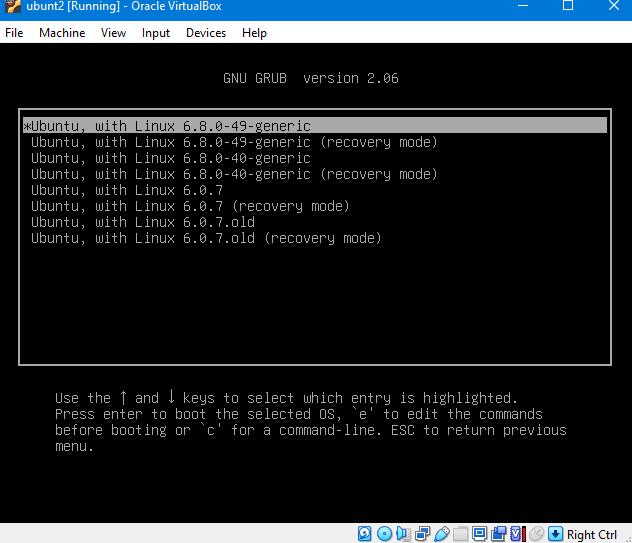 ubunt2 [Running] - Oracle VirtualBox
File Machine View Input Devices Help
GNU GRUB version 2.06
*Ubuntu, with Linux 6.8.0-49-generic
Ubuntu, with Linux 6.8.0-49-generic (recovery mode)
Ubuntu, with Linux 6.8.0-40-generic
Ubuntu, with Linux 6.8.0-40-generic (recovery mode)
Ubuntu, with Linux 6.0.7
Ubuntu, with Linux 6.0.7 (recovery mode)
Ubuntu, with Linux 6.0.7.old
Ubuntu, with Linux 6.0.7.old (recovery mode)
Use the ↑ and ↓ keys to select which entry is highlighted.
Press enter to boot the selected OS, `e' to edit the commands
before booting or `c' for a command-line. ESC to return previous
menu.
Right Ctrl